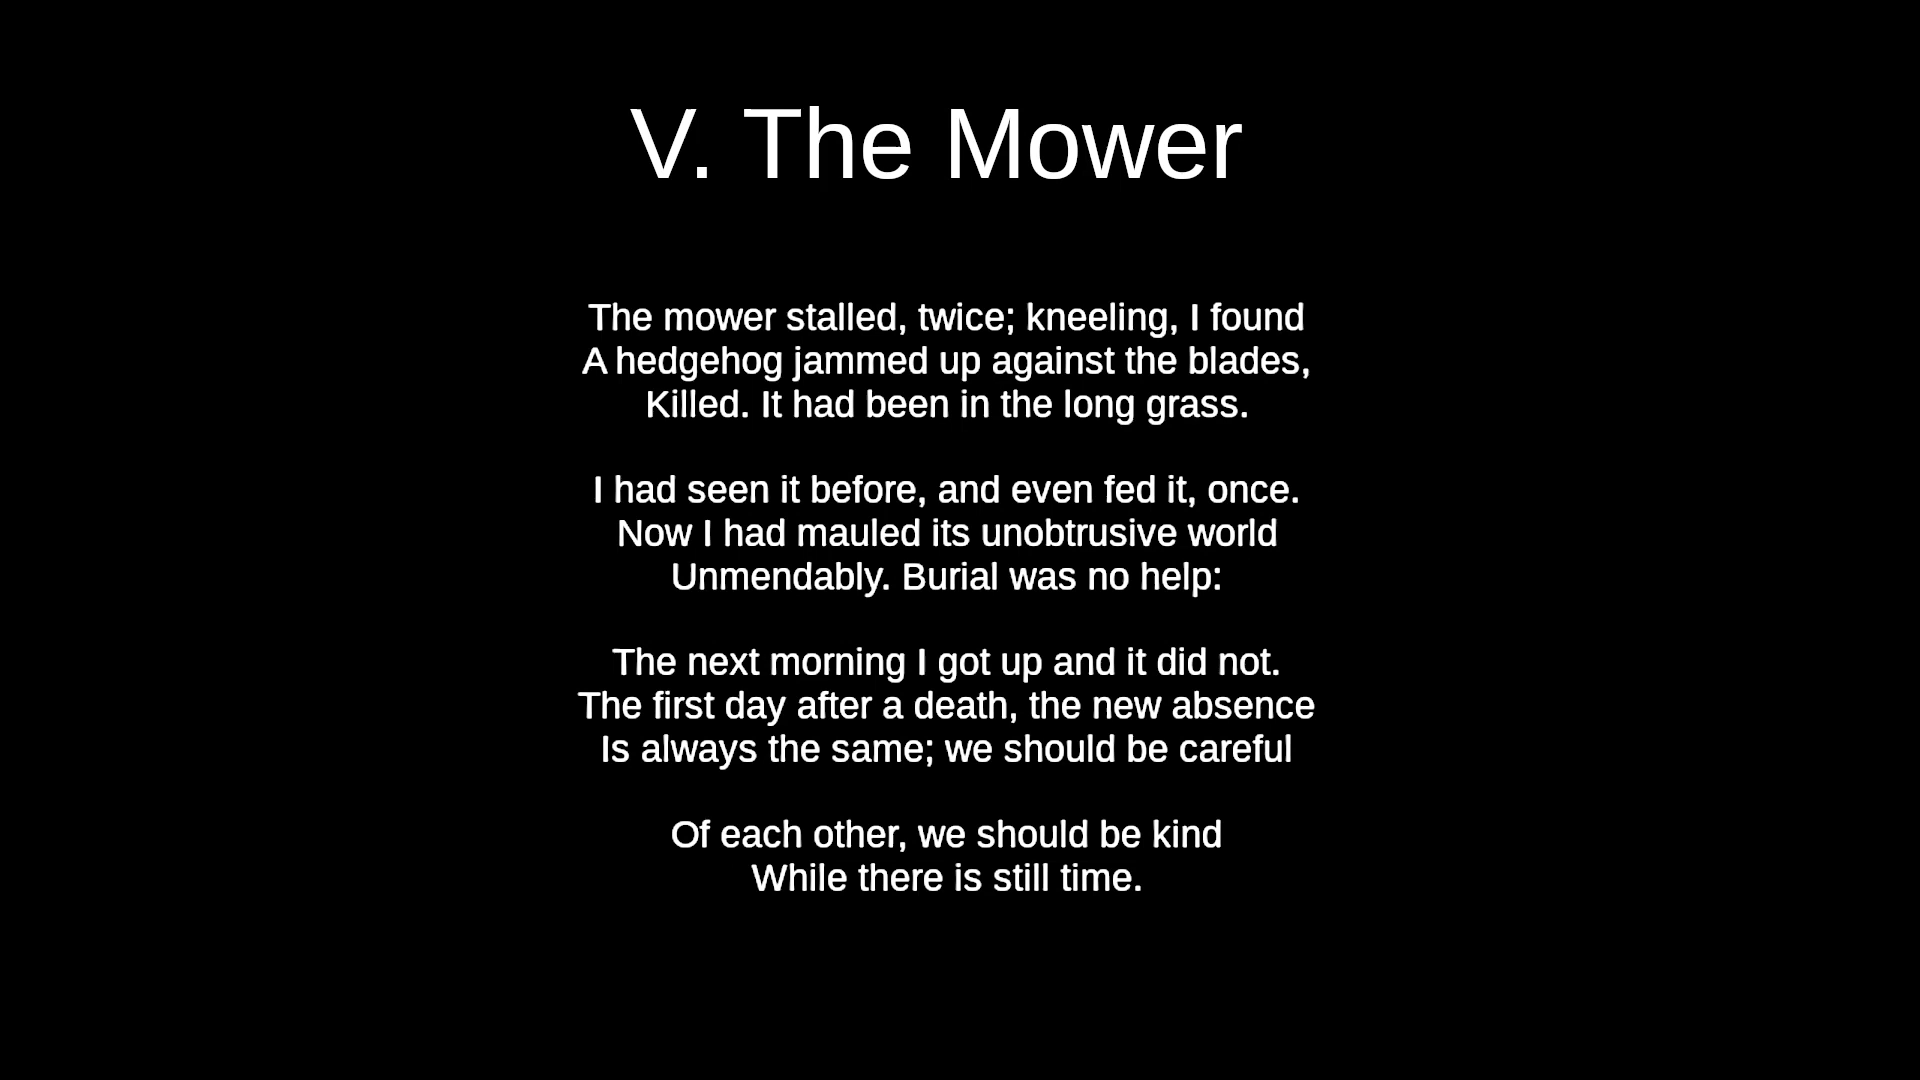 V. The Mower
The mower stalled, twice; kneeling, I found
A hedgehog jammed up against the blades,
Killed. It had been in the long grass.
I had seen it before, and even fed it, once.
Now I had mauled its unobtrusive world
Unmendably. Burial was no help:
The next morning I got up and it did not.
The first day after a death, the new absence
Is always the same; we should be careful
Of each other, we should be kind
While there is still time.